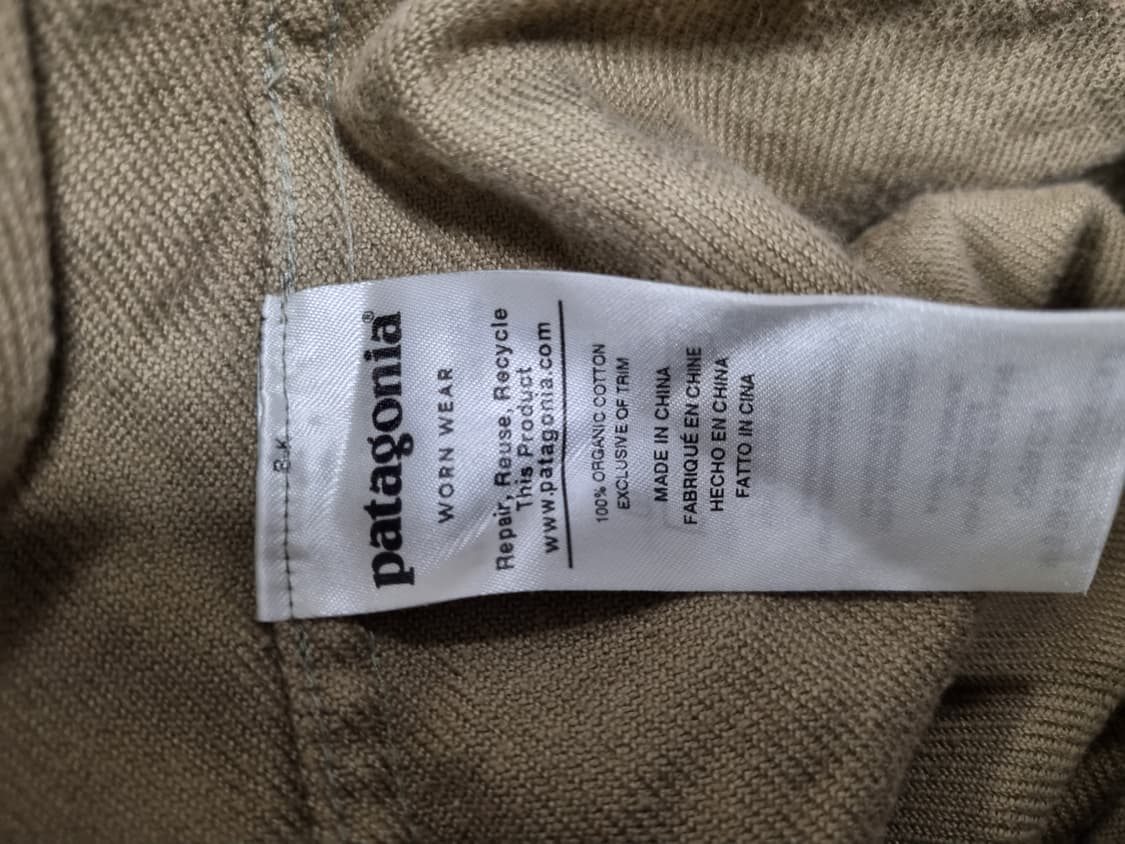 B.K
patagonia®
WORN WEAR
Repair, Reuse, Recycle
This Product
www.patagonia.com
100% ORGANIC COTTON
EXCLUSIVE OF TRIM
MADE IN CHINA
FABRIQUÉ EN CHINE
HECHO EN CHINA
FATTO IN CINA